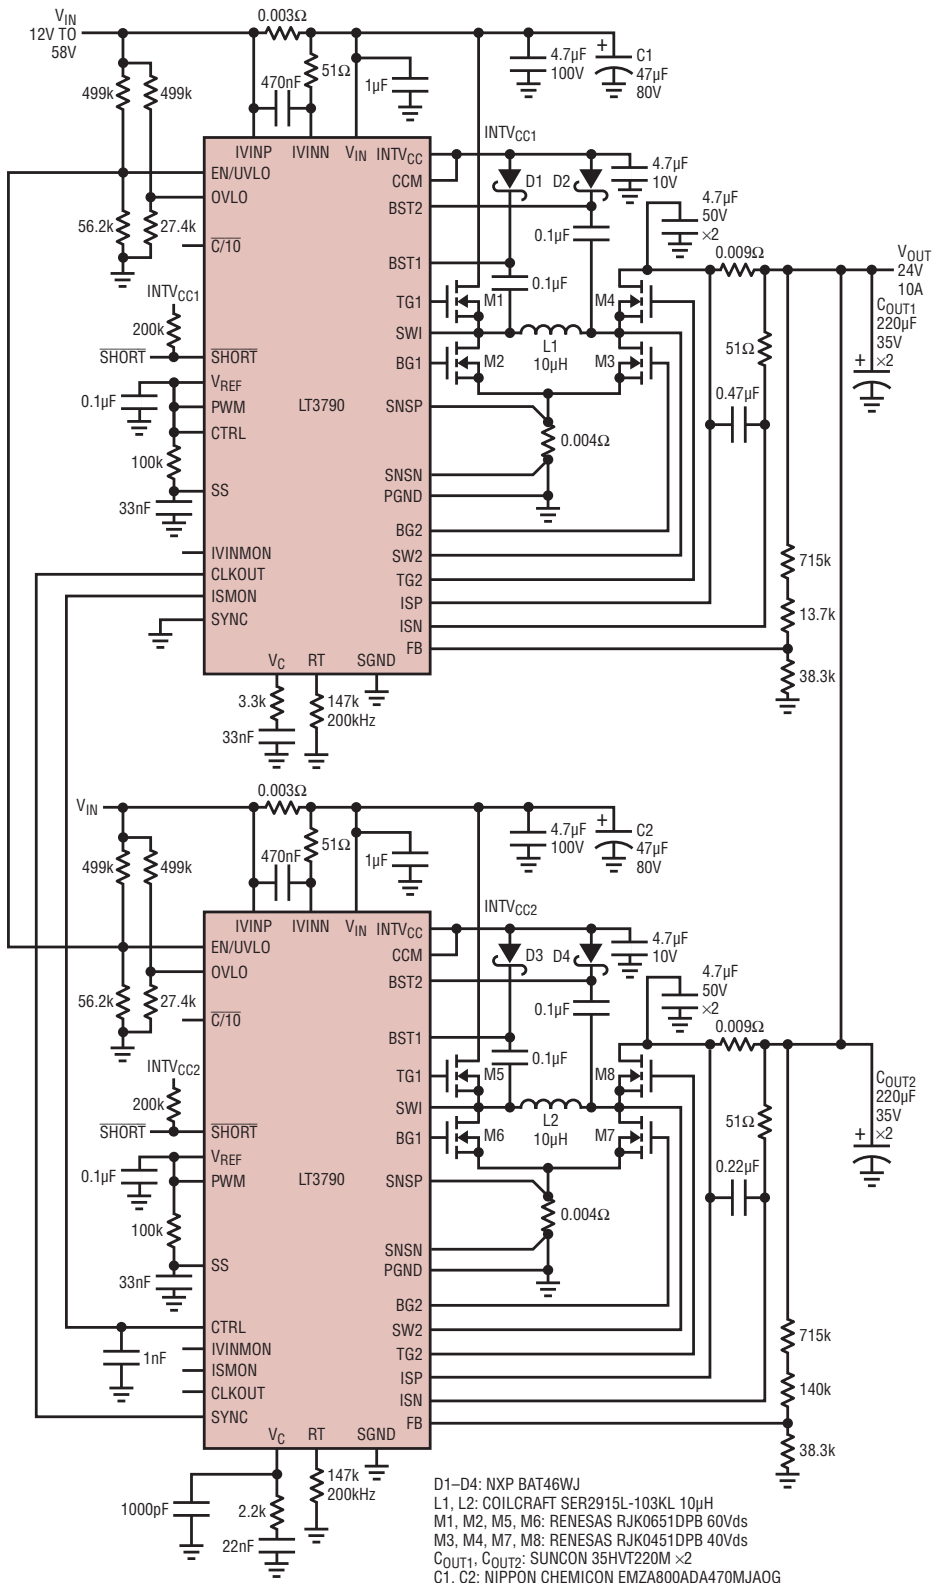 VIN
12V TO
58V
0.003Ω
499k
499k
470nF
51Ω
1µF
4.7µF
100V
+
C1
47µF
80V
INTVCC1
IVINP
IVINN
VIN
INTVCC
EN/UVLO
CCM
D1
D2
4.7µF
10V
OVLO
BST2
4.7µF
50V
×2
56.2k
27.4k
C/10
0.1µF
0.009Ω
VOUT
24V
10A
BST1
0.1µF
INTVCC1
TG1
M1
M4
COUT1
220µF
35V
×2
+
200k
SWI
L1
10µH
51Ω
SHORT
SHORT
BG1
M2
M3
VREF
0.1µF
PWM
LT3790
SNSP
0.47µF
CTRL
0.004Ω
100k
SNSN
SS
PGND
33nF
BG2
IVINMON
SW2
715k
CLKOUT
TG2
ISMON
ISP
13.7k
SYNC
ISN
FB
VC
RT
SGND
38.3k
3.3k
147k
200kHz
33nF
VIN
0.003Ω
499k
499k
470nF
51Ω
1µF
4.7µF
100V
+
C2
47µF
80V
INTVCC2
IVINP
IVINN
VIN
INTVCC
EN/UVLO
CCM
D3
D4
4.7µF
10V
OVLO
BST2
4.7µF
50V
×2
56.2k
27.4k
C/10
0.1µF
0.009Ω
BST1
0.1µF
INTVCC2
TG1
M5
M8
COUT2
220µF
35V
×2
+
200k
SWI
L2
10µH
51Ω
SHORT
SHORT
BG1
M6
M7
VREF
0.1µF
PWM
LT3790
SNSP
0.22µF
0.004Ω
100k
SNSN
SS
PGND
33nF
BG2
CTRL
SW2
715k
1nF
IVINMON
TG2
ISMON
ISP
CLKOUT
ISN
140k
SYNC
FB
VC
RT
SGND
38.3k
1000pF
2.2k
147k
200kHz
22nF
D1–D4: NXP BAT46WJ
L1, L2: COILCRAFT SER2915L-103KL 10µH
M1, M2, M5, M6: RENESAS RJK0651DPB 60Vds
M3, M4, M7, M8: RENESAS RJK0451DPB 40Vds
COUT1, COUT2: SUNCON 35HVT220M ×2
C1, C2: NIPPON CHEMICON EMZA800ADA470MJAOG